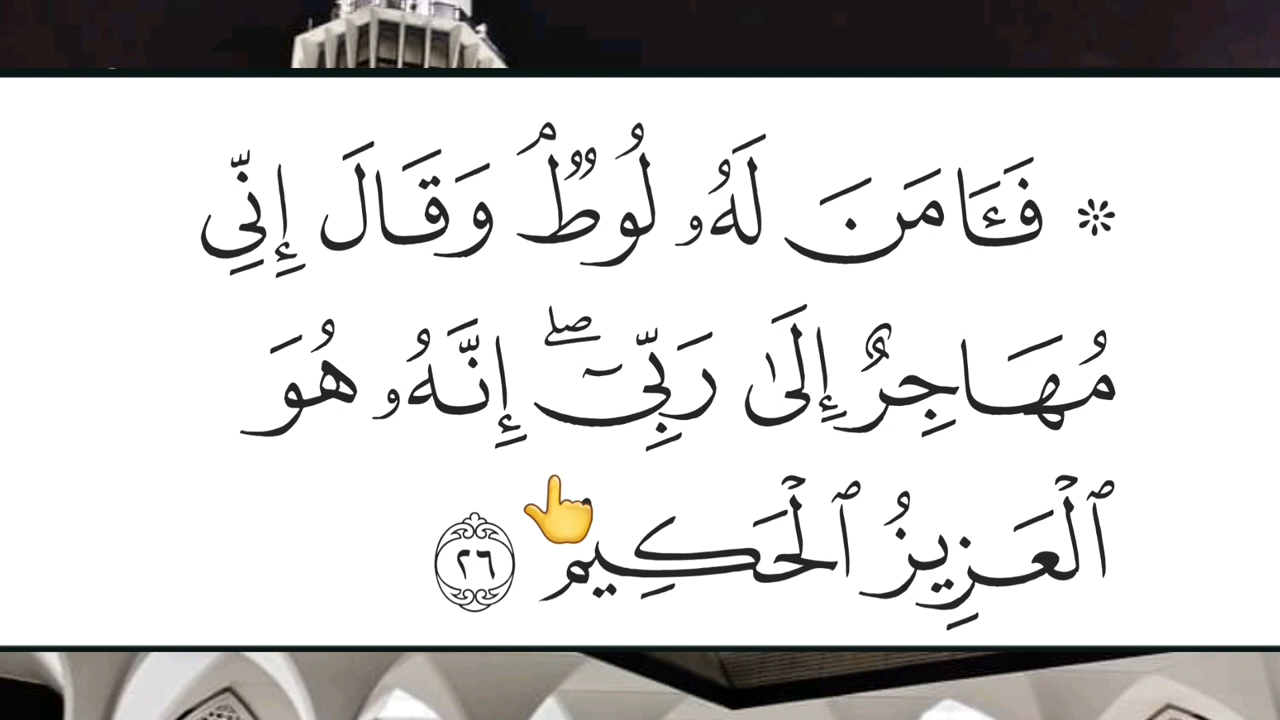 ۞ فَـَٔامَنَ لَهُۥ لُوطٞۘ وَقَالَ إِنِّي
مُهَاجِرٌ إِلَىٰ رَبِّيٓۖ إِنَّهُۥ هُوَ
ٱلۡعَزِيزُ ٱلۡحَكِيم ٢٦